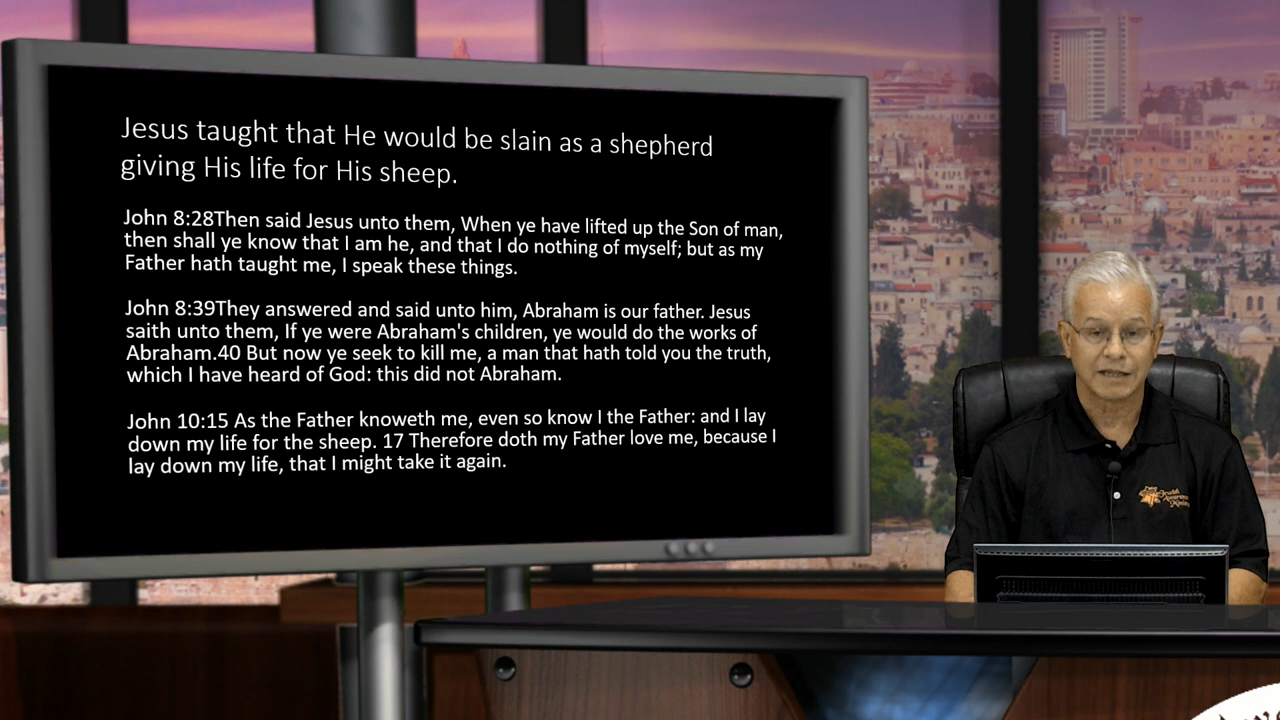 Jesus taught that He would be slain as a shepherd
giving His life for His sheep.
John 8:28Then said Jesus unto them, When ye have lifted up the Son of man,
then shall ye know that I am he, and that I do nothing of myself; but as my
Father hath taught me, I speak these things.
John 8:39They answered and said unto him, Abraham is our father. Jesus
saith unto them, If ye were Abraham's children, ye would do the works of
Abraham.40 But now ye seek to kill me, a man that hath told you the truth,
which I have heard of God: this did not Abraham.
John 10:15 As the Father knoweth me, even so know I the Father: and I lay
down my life for the sheep. 17 Therefore doth my Father love me, because I
lay down my life, that I might take it again.
Jewish
Awareness